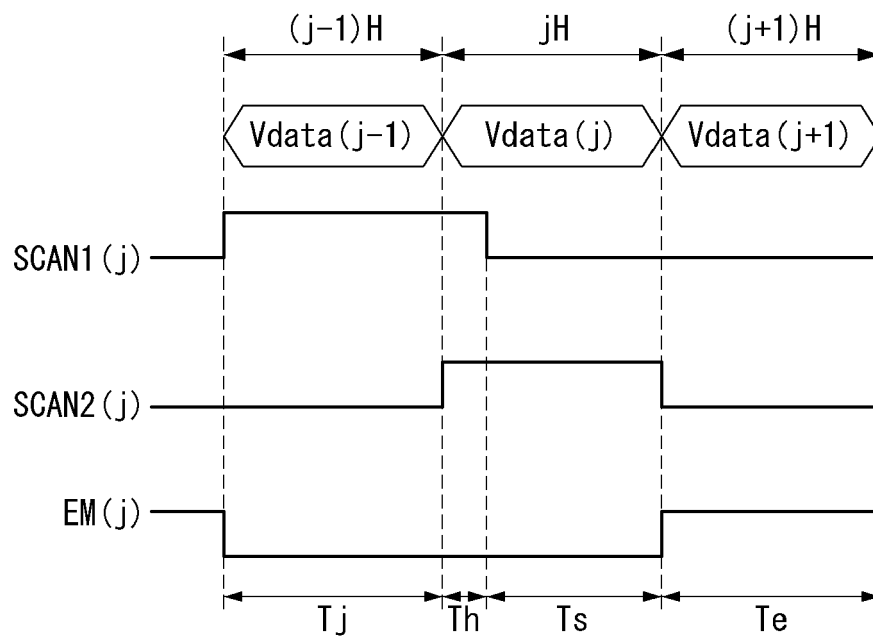 (j-1)H jH (j+1)H
Vdata(j-1) Vdata(j) Vdata(j+1)
SCAN1(j)
SCAN2(j)
EM(j)
Tj Th Ts Te